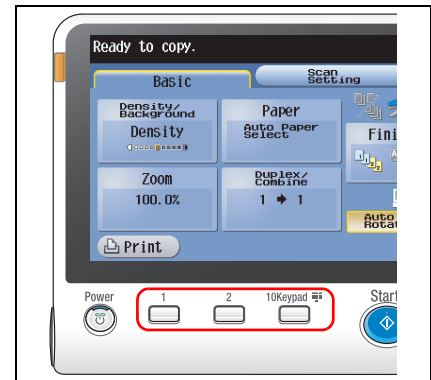 Ready to copy.
Basic
Scan
Setting
Density/
Background
Density
Paper
Auto Paper
Select
Fini
Zoom
100.0%
Duplex/
Combine
1 → 1
Auto
Rota
Print
Power
1
2
10Keypad
Start